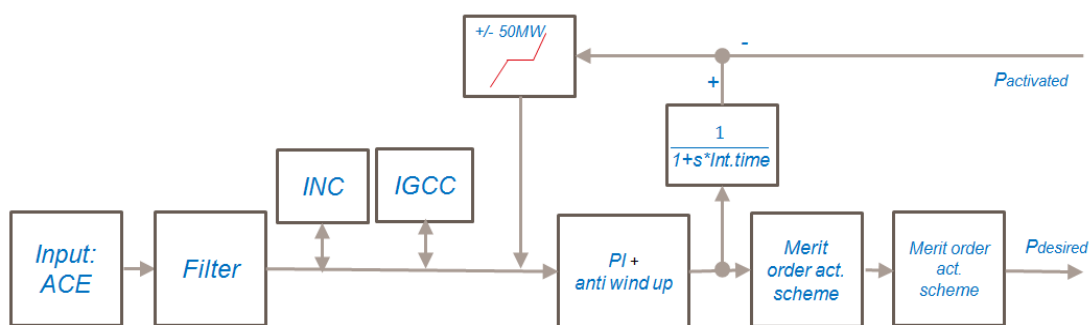 +/- 50MW
-
Pactivated
+
1
1+s*Int.time
INC
IGCC
Input:
ACE
Filter
PI +
anti wind up
Merit
order act.
scheme
Merit order
act.
scheme
Pdesired